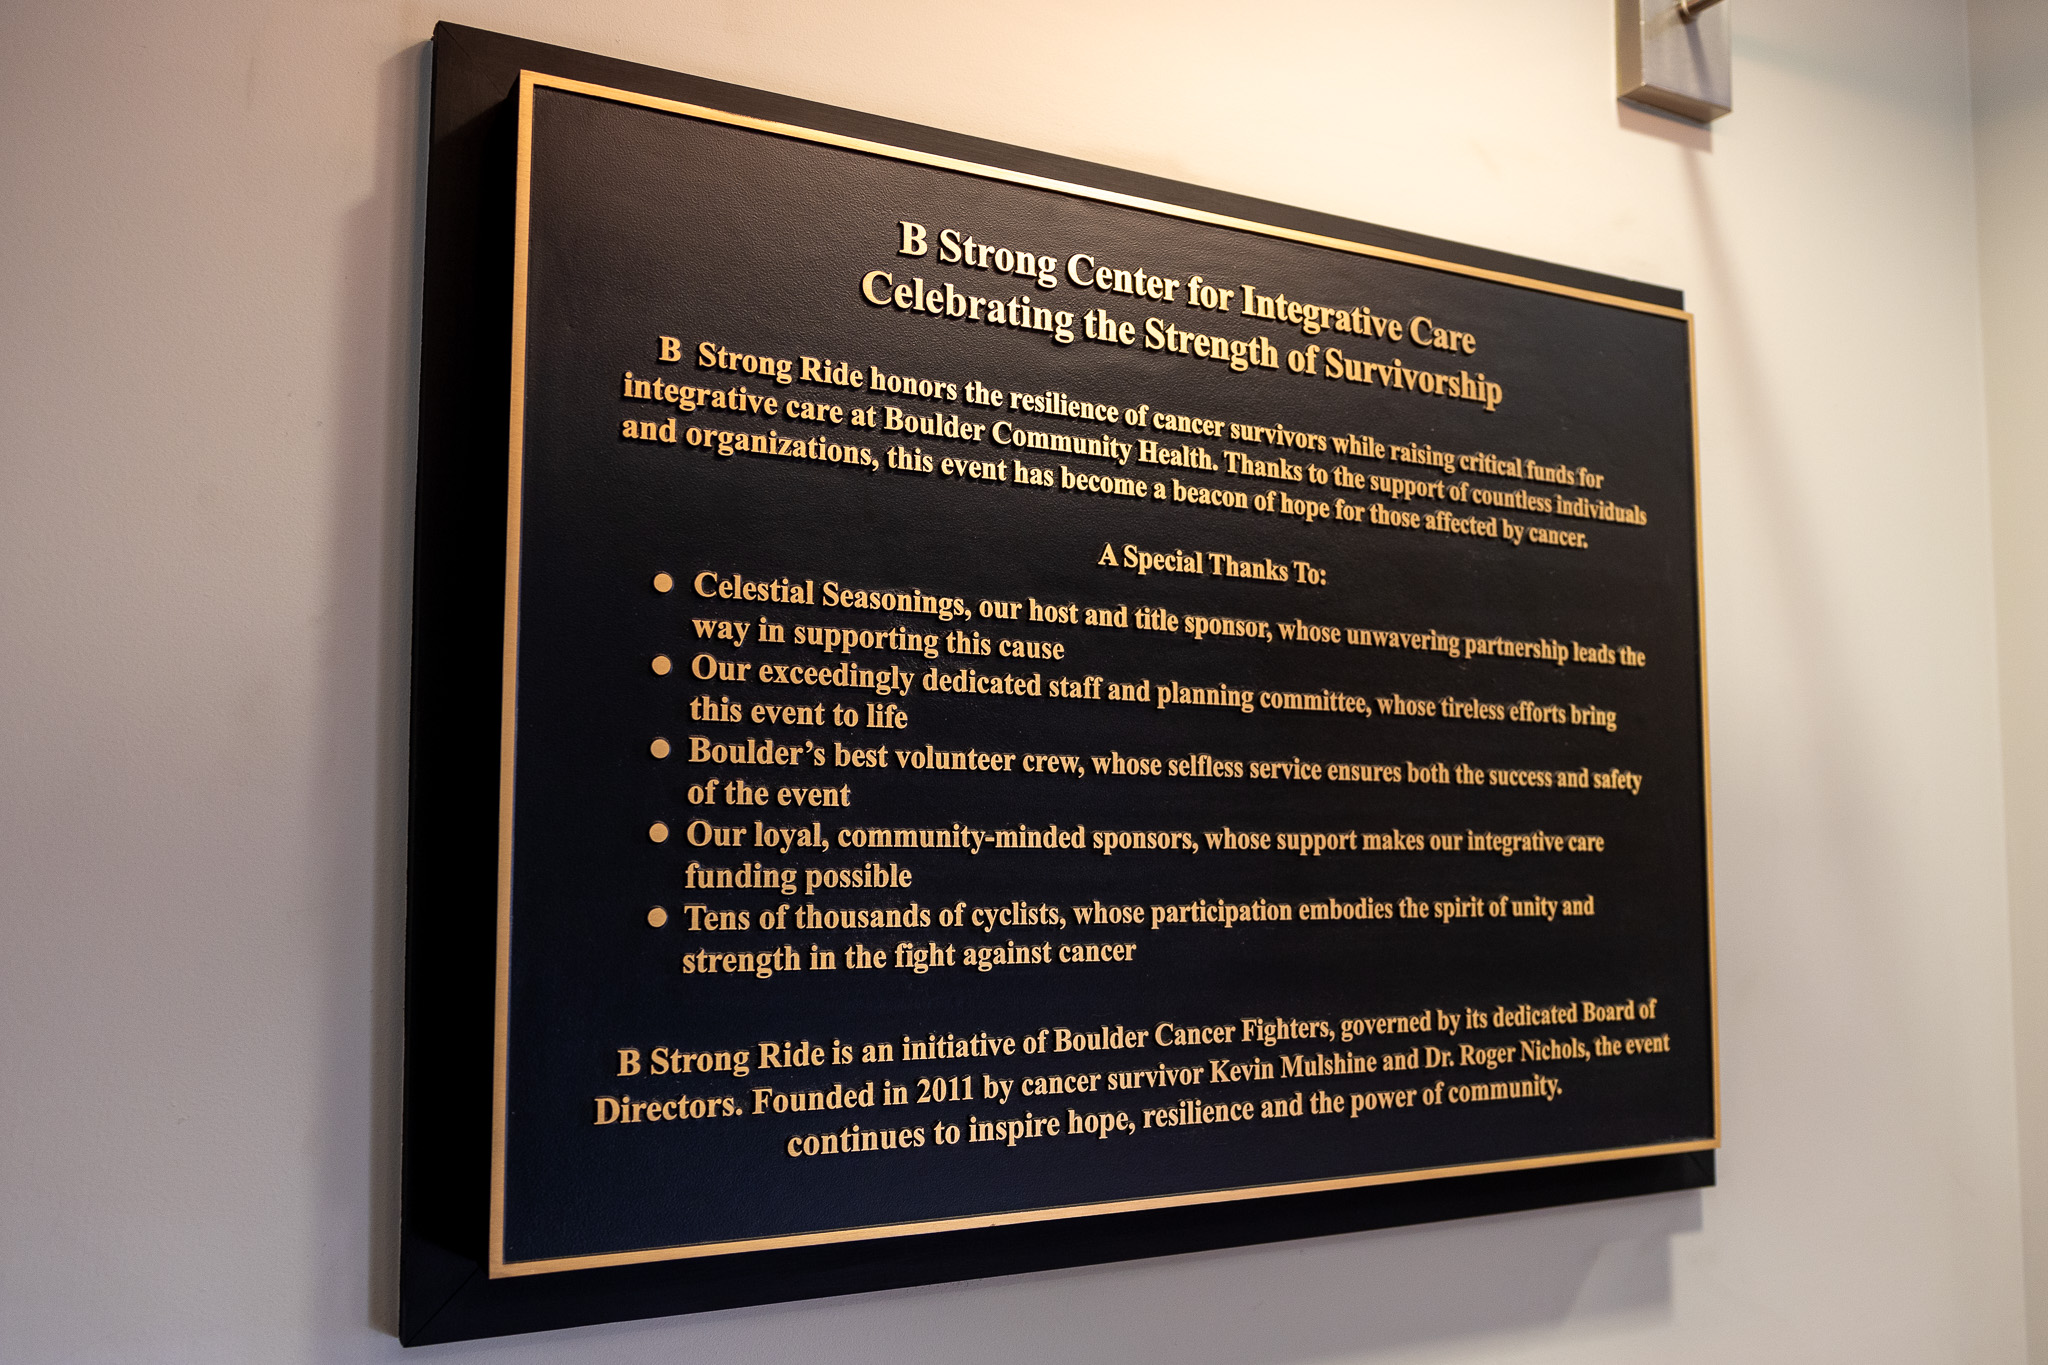 B Strong Center for Integrative Care
Celebrating the Strength of Survivorship
B Strong Ride honors the resilience of cancer survivors while raising critical funds for
integrative care at Boulder Community Health. Thanks to the support of countless individuals
and organizations, this event has become a beacon of hope for those affected by cancer.
A Special Thanks To:
● Celestial Seasonings, our host and title sponsor, whose unwavering partnership leads the
way in supporting this cause
● Our exceedingly dedicated staff and planning committee, whose tireless efforts bring
this event to life
● Boulder’s best volunteer crew, whose selfless service ensures both the success and safety
of the event
● Our loyal, community-minded sponsors, whose support makes our integrative care
funding possible
● Tens of thousands of cyclists, whose participation embodies the spirit of unity and
strength in the fight against cancer
B Strong Ride is an initiative of Boulder Cancer Fighters, governed by its dedicated Board of
Directors. Founded in 2011 by cancer survivor Kevin Mulshine and Dr. Roger Nichols, the event
continues to inspire hope, resilience and the power of community.